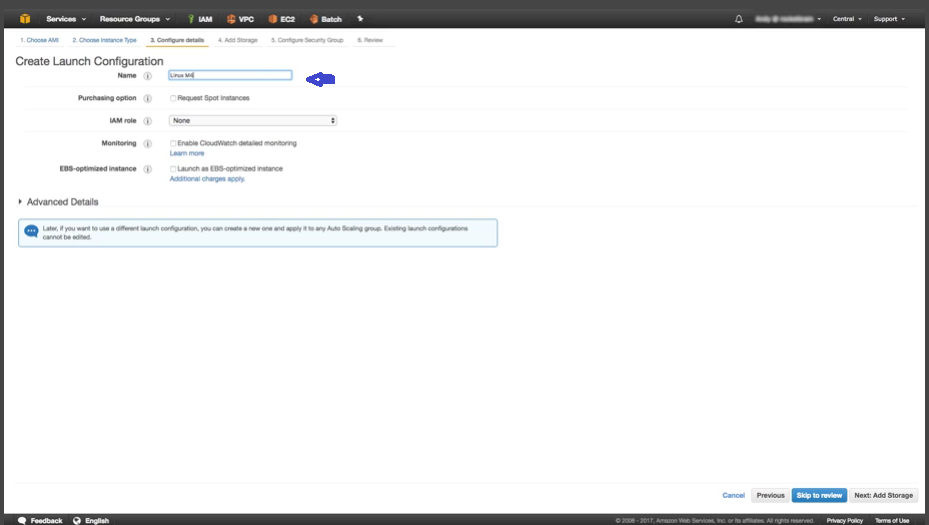 Services Resource Groups IAM VPC EC2 Batch Central Support
1. Choose AMI 2. Choose Instance Type 3. Configure details 4. Add Storage 5. Configure Security Group 6. Review
Create Launch Configuration
Name Linux M4
Purchasing option Request Spot Instances
IAM role None
Monitoring Enable CloudWatch detailed monitoring
Learn more
EBS-optimized instance Launch as EBS-optimized instance
Additional charges apply.
Advanced Details
Later, if you want to use a different launch configuration, you can create a new one and apply it to any Auto Scaling group. Existing launch configurations
cannot be edited.
Cancel Previous Skip to review Next: Add Storage
Feedback English © 2008 - 2017, Amazon Web Services, Inc. or its affiliates. All rights reserved. Privacy Policy Terms of Use